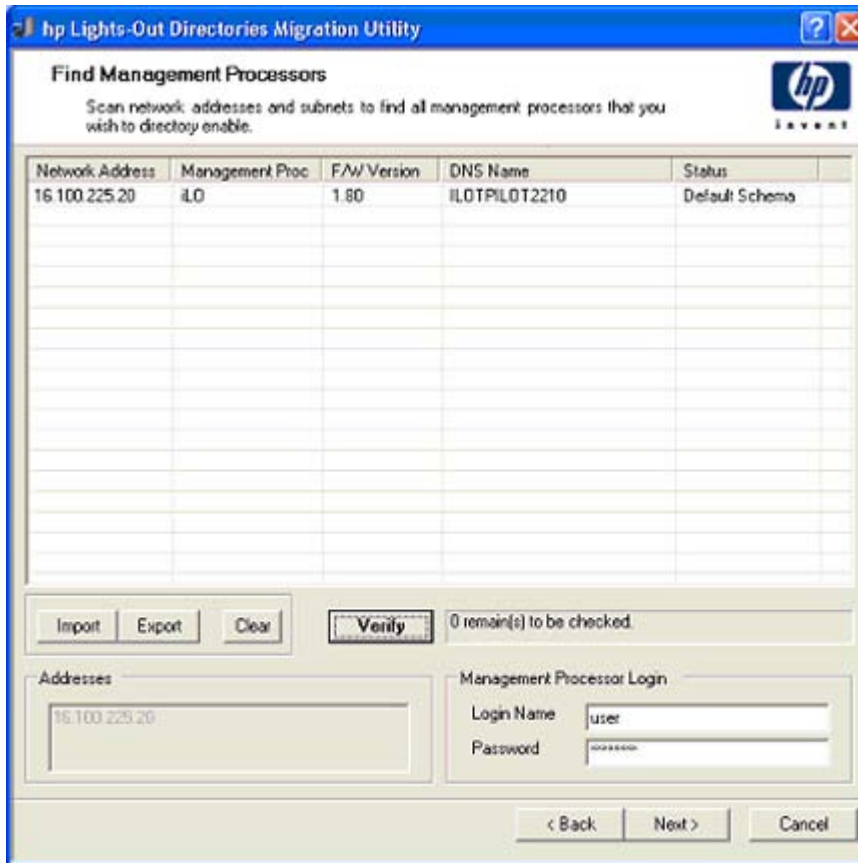 hp Lights-Out Directories Migration Utility
Find Management Processors
Scan network addresses and subnets to find all management processors that you
wish to directory enable.
hp
invent
Network Address Management Proc F/W Version DNS Name Status
16.100.225.20 iLO 1.80 ILOTPILOT2210 Default Schema
Import Export Clear Verify 0 remain(s) to be checked.
Addresses
16.100.225.20
Management Processor Login
Login Name user
Password *******
< Back Next > Cancel